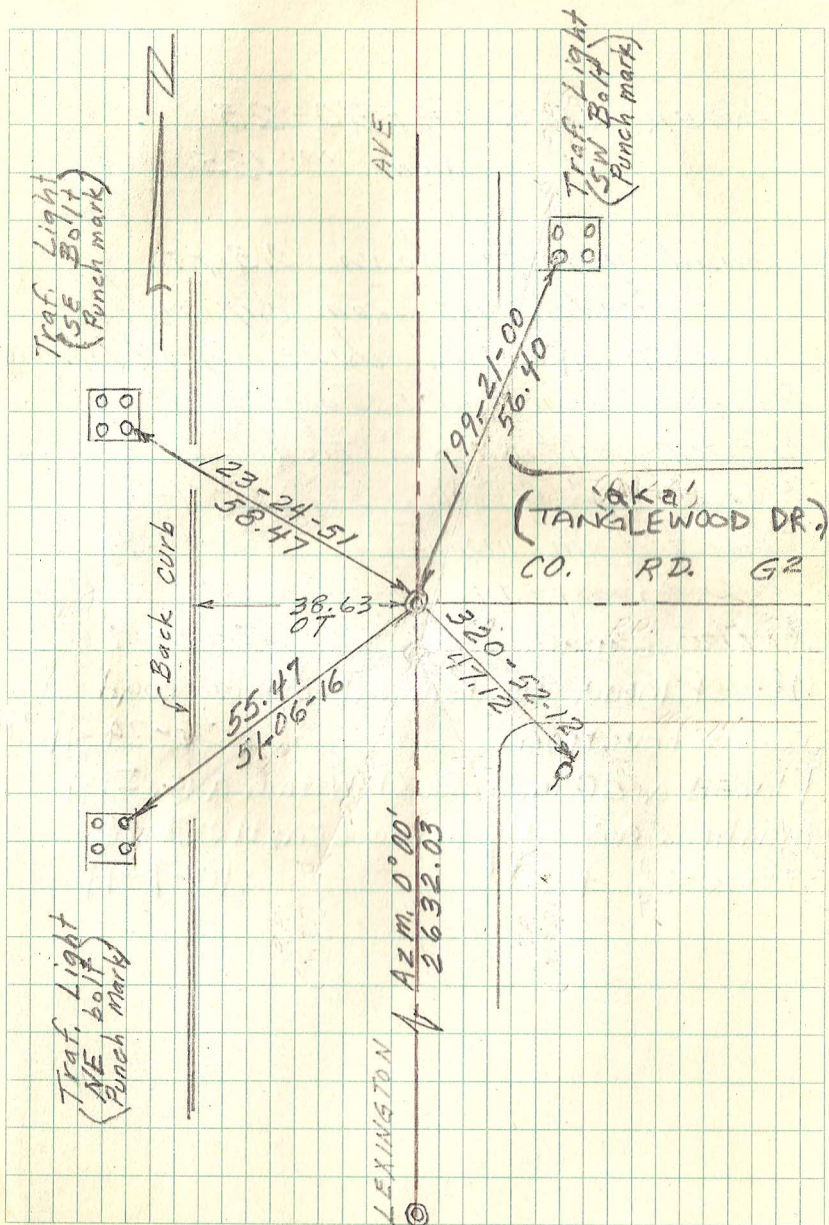 Traf. Light
(SE Bolt)
Punch mark)
N
AVE
Traf. Light
(SW Bolt
Punch mark)
123-24-51
58.47
199-21-00
56.40
Back curb
38.63
OT
'aka'
(TANGLEWOOD DR.)
CO. RD. G2
55.47
51-06-16
320-52-12
47.12
Traf. Light
(NE bolt
Punch Mark)
Azm. 0°00'
2632.03
LEXINGTON